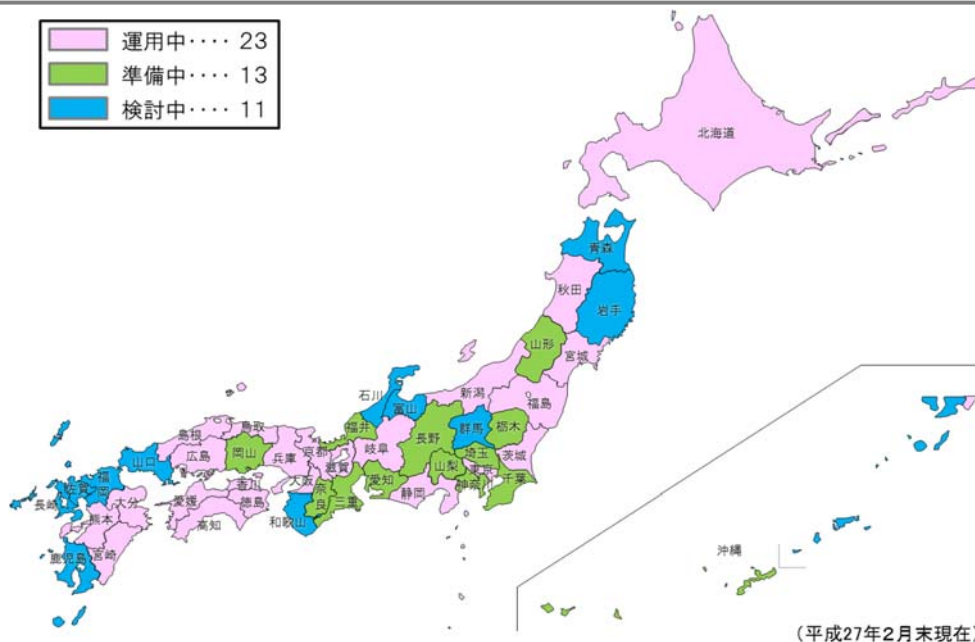 運用中････ 23
準備中････ 13
検討中････ 11
北海道
青森
秋田
岩手
山形
宮城
石川
富山
新潟
福島
福井
長野
群馬
栃木
島根
鳥取
京都
岐阜
埼玉
茨城
広島
岡山
兵庫
滋賀
山梨
東京
山口
香川
大阪
愛知
静岡
神奈川
千葉
福岡
佐賀
大分
愛媛
徳島
奈良
三重
長崎
熊本
高知
和歌山
鹿児島
宮崎
沖縄
(平成27年2月末現在)